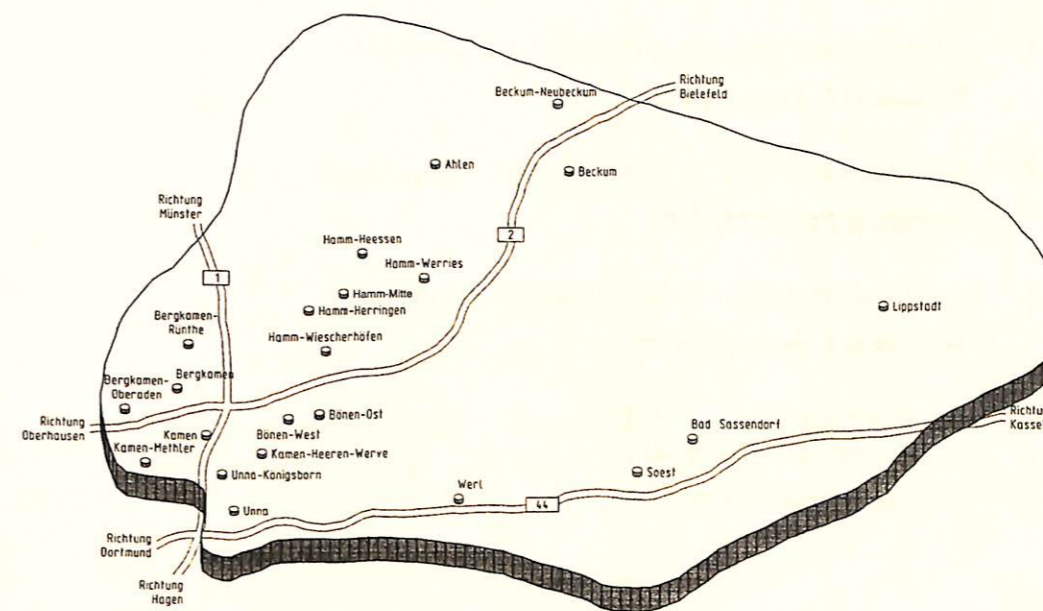 Richtung
Bielefeld
Beckum-Neubeckum
Ahlen
Beckum
Richtung
Münster
2
Hamm-Heessen
Hamm-Werries
1
Hamm-Mitte
Lippstadt
Hamm-Herringen
Bergkamen-
Rünthe
Hamm-Wiescherhöfen
Bergkamen
Bergkamen-
Oberaden
Bönen-Ost
Richtung
Oberhausen
Kamen
Bönen-West
Bad Sassendorf
Richtu
Kassel
Kamen-Methler
Kamen-Heeren-Werve
Unna-Königsborn
Soest
Werl
44
Unna
Richtung
Dortmund
Richtung
Hagen